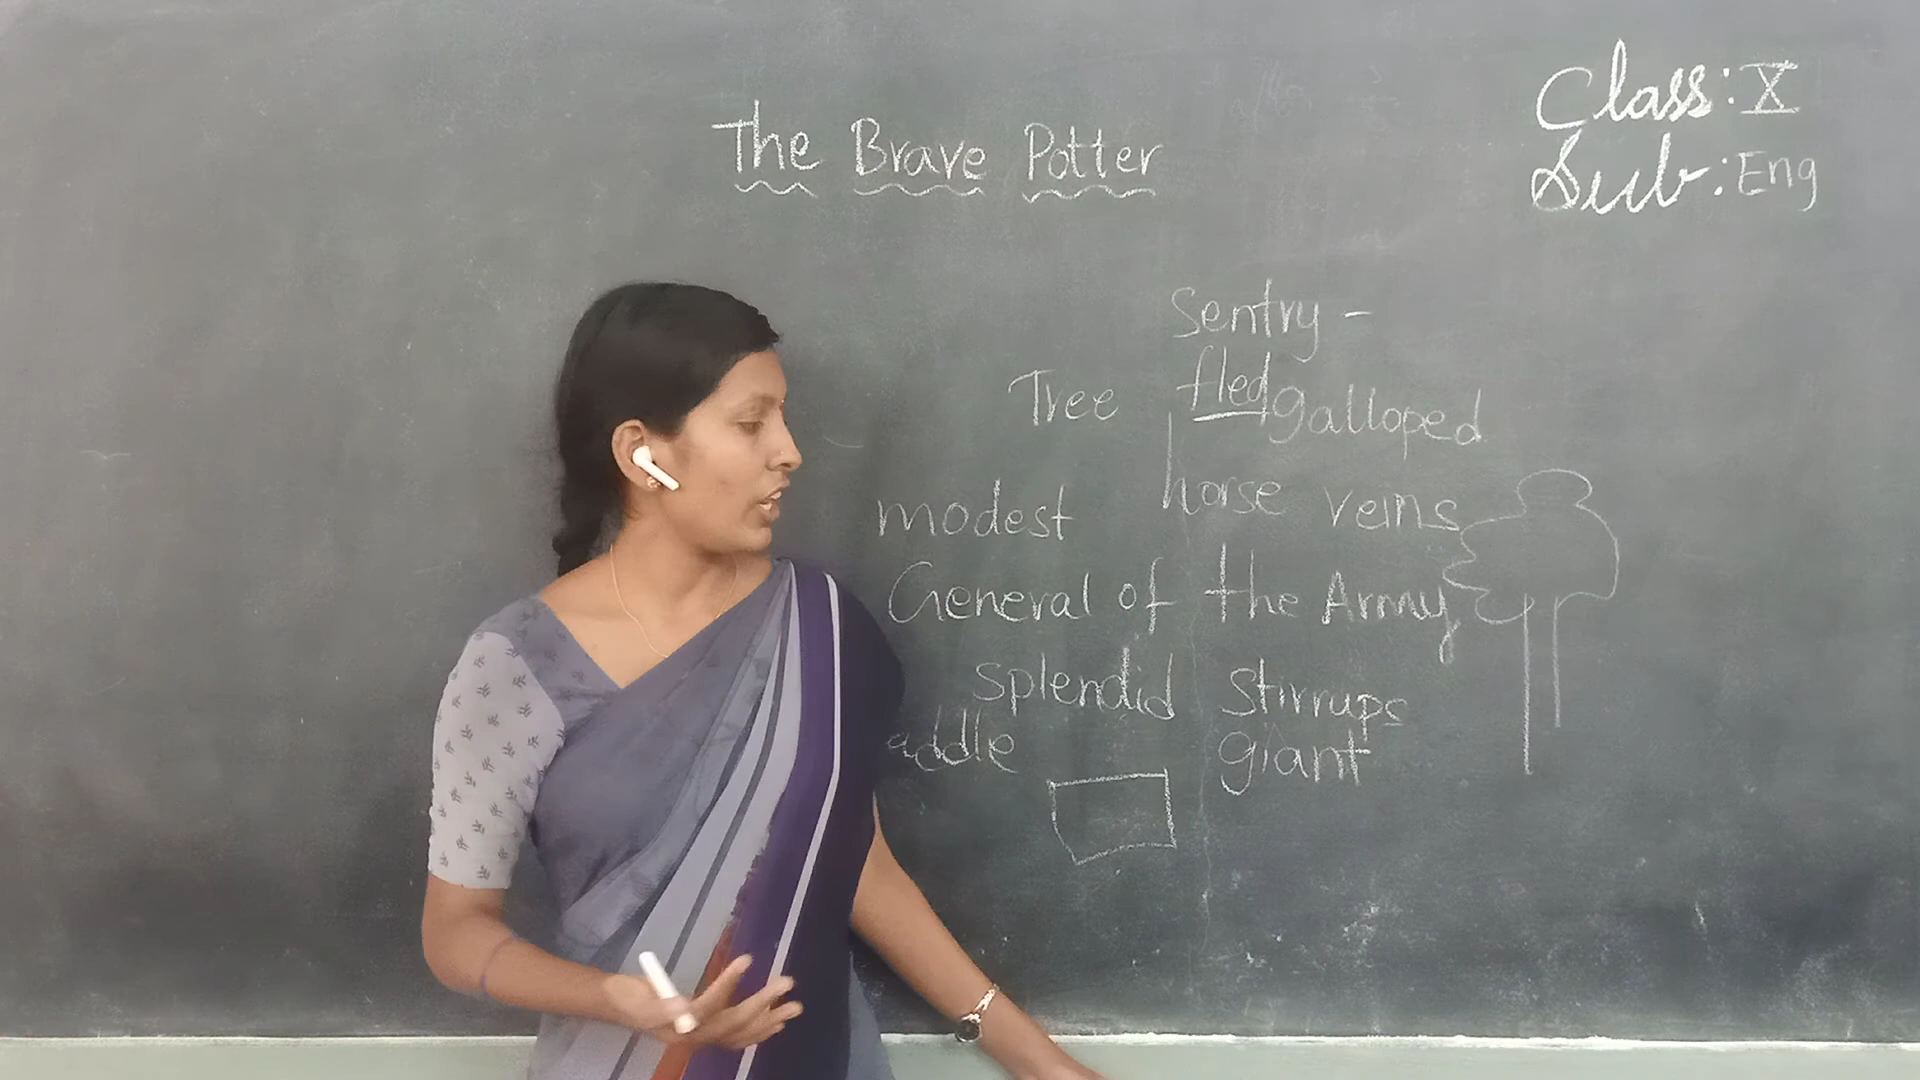 The Brave Potter
Class: X
Sub: Eng
Sentry -
Tree fled galloped
modest horse veins
General of the Army
splendid Stirrups
addle giant